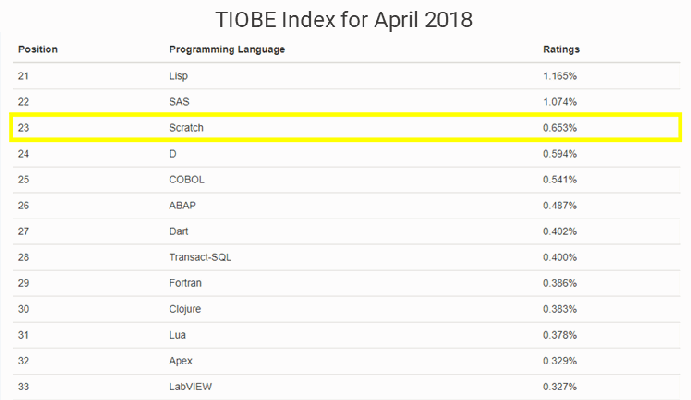 TIOBE Index for April 2018
Position Programming Language Ratings
21 Lisp 1.165%
22 SAS 1.074%
23 Scratch 0.653%
24 D 0.594%
25 COBOL 0.541%
26 ABAP 0.487%
27 Dart 0.402%
28 Transact-SQL 0.400%
29 Fortran 0.386%
30 Clojure 0.383%
31 Lua 0.378%
32 Apex 0.329%
33 LabVIEW 0.327%